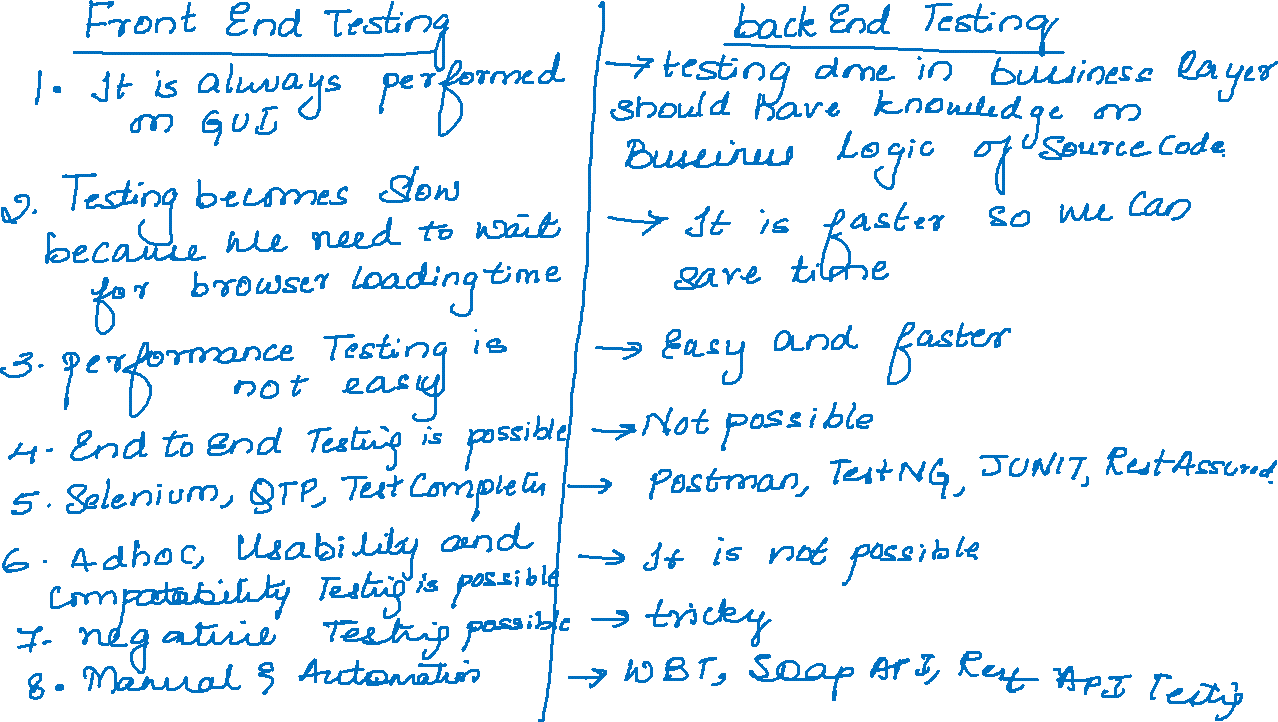 Front End Testing
1. It is always performed
on GUI
2. Testing becomes slow
because we need to wait
for browser loading time
3. performance Testing is
not easy
4. End to End Testing is possible
5. Selenium, QTP, Test Complete
6. Adhoc, Usability and
compatability Testing is possible
7. negative Testing possible
8. Manual & Automation
back End Testing
→ testing done in bussiness layer
should have knowledge on
Bussiness Logic of Source Code.
→ It is faster so we can
save time
→ Easy and faster
→ Not possible
→ Postman, TestNG, JUNIT, RestAssured
→ It is not possible
→ tricky
→ WBT, Soap API, Rest API Testing